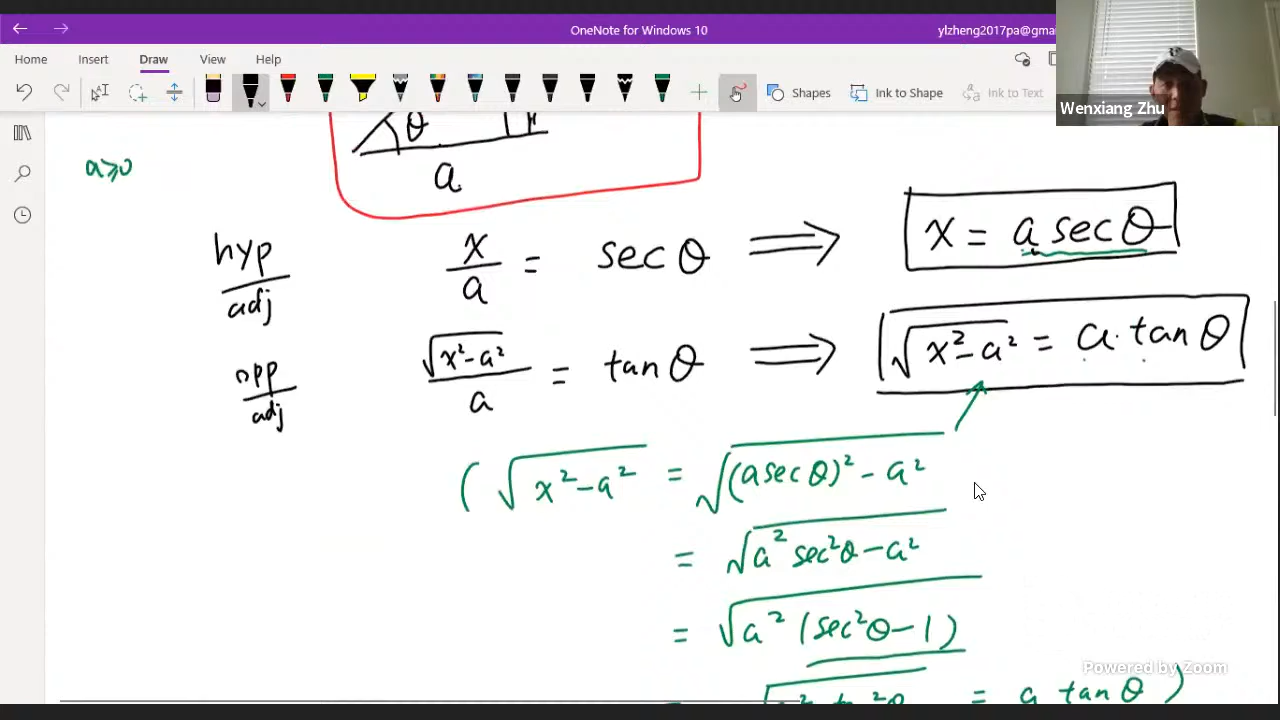 OneNote for Windows 10
ylzheng2017pa@gma
Home Insert Draw View Help
Shapes Ink to Shape Ink to Text
Wenxiang Zhu
θ
a
a⩾0
hyp/adj x/a = sec θ ⟹ x = a sec θ
opp/adj √(x²-a²)/a = tan θ ⟹ √(x²-a²) = a·tan θ
( √(x²-a²) = √((a sec θ)² - a²)
= √(a² sec²θ - a²)
= √(a² (sec²θ - 1)
= a tan θ )
Powered by Zoom